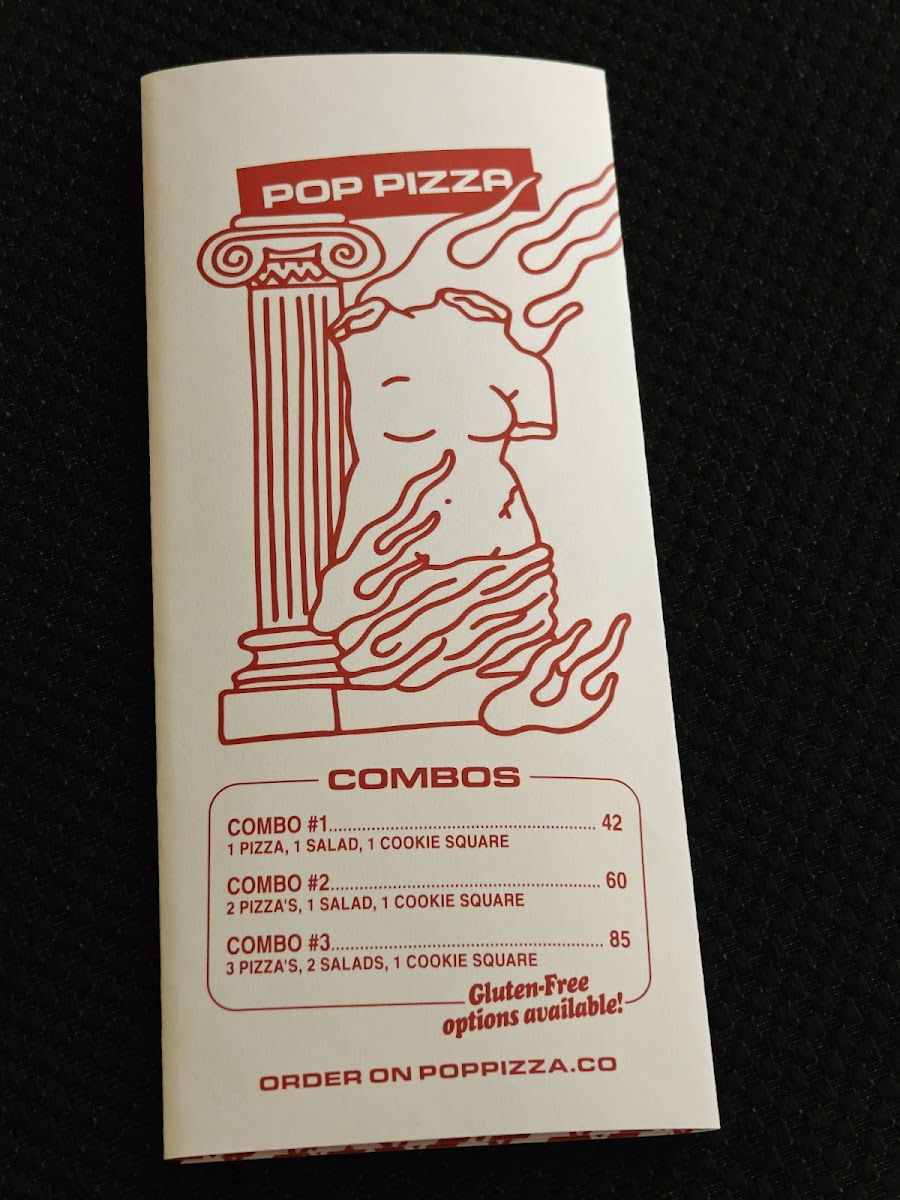 POP PIZZA
COMBOS
COMBO #1............................................................ 42
1 PIZZA, 1 SALAD, 1 COOKIE SQUARE
COMBO #2............................................................ 60
2 PIZZA'S, 1 SALAD, 1 COOKIE SQUARE
COMBO #3............................................................ 85
3 PIZZA'S, 2 SALADS, 1 COOKIE SQUARE
Gluten-Free
options available!
ORDER ON POPPIZZA.CO